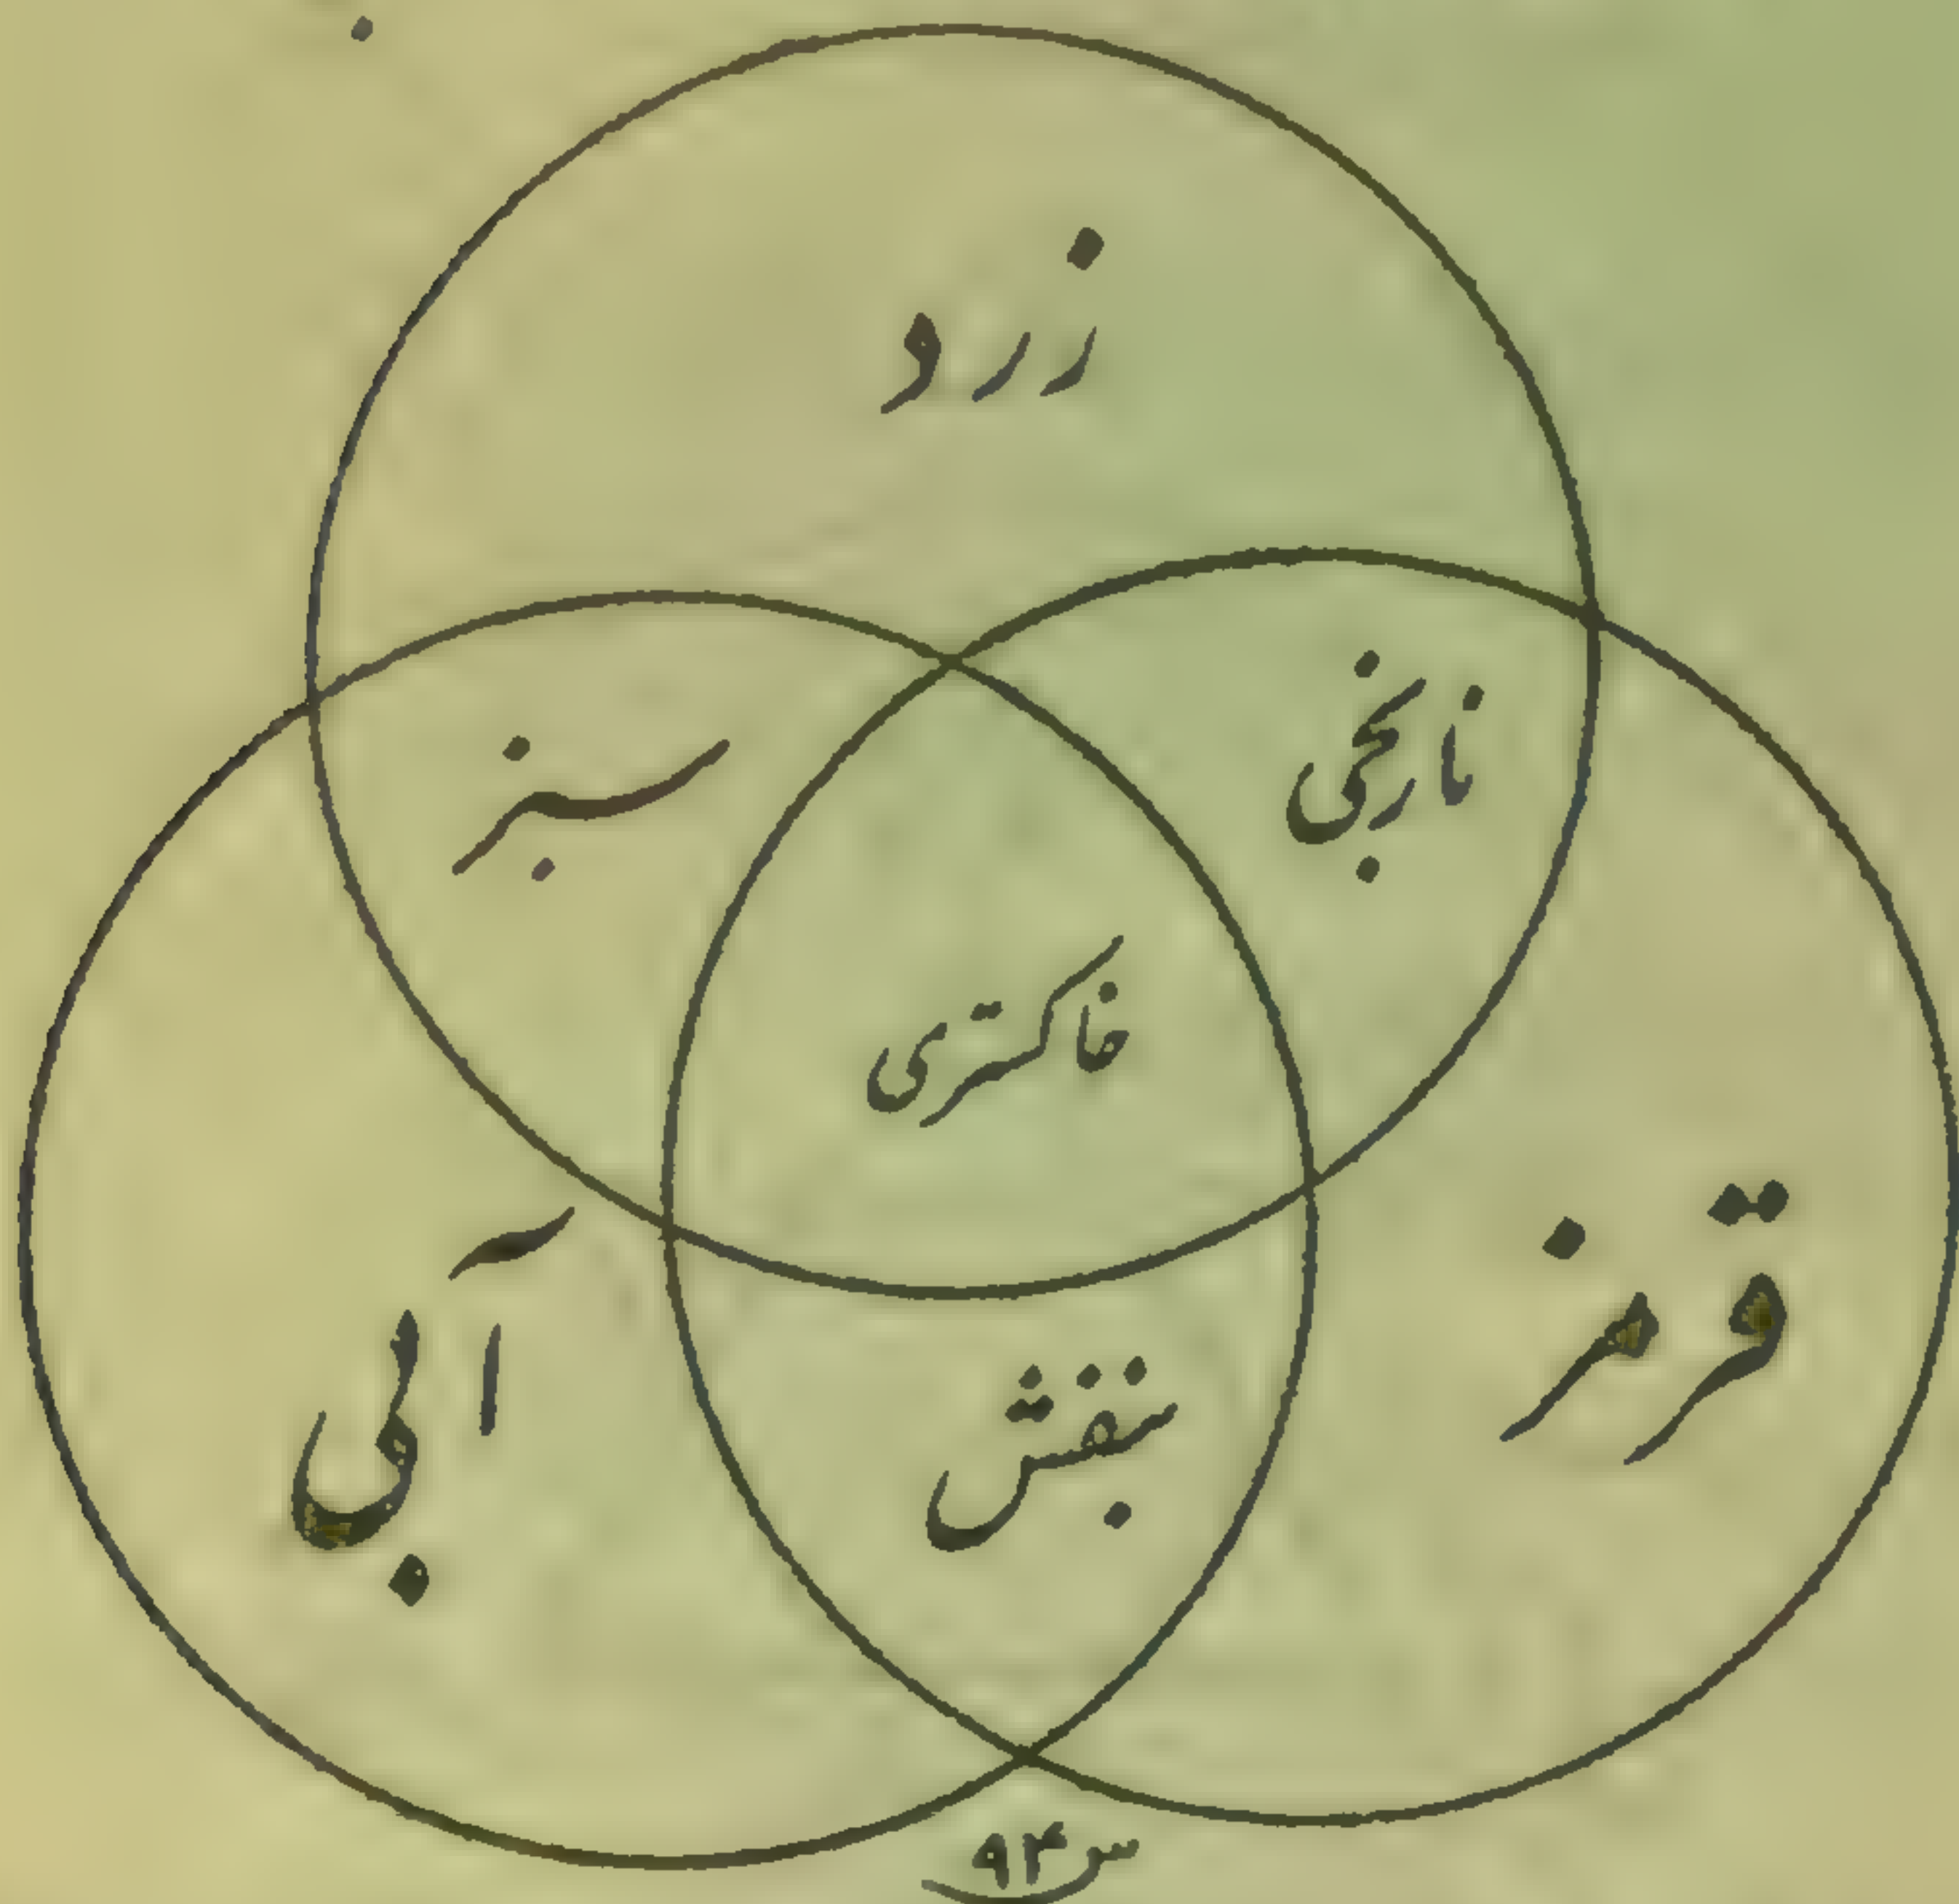 زرد
نارنجی
سبز
خاکستری
قرمز
آبی
بنفش
س۹۴